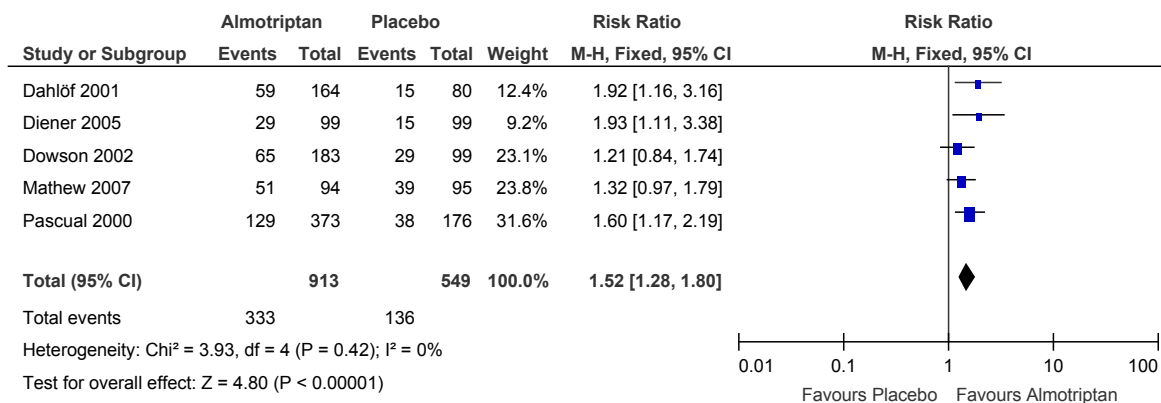 Almotriptan Placebo Risk Ratio Risk Ratio
Study or Subgroup Events Total Events Total Weight M-H, Fixed, 95% CI M-H, Fixed, 95% CI
Dahlöf 2001 59 164 15 80 12.4% 1.92 [1.16, 3.16]
Diener 2005 29 99 15 99 9.2% 1.93 [1.11, 3.38]
Dowson 2002 65 183 29 99 23.1% 1.21 [0.84, 1.74]
Mathew 2007 51 94 39 95 23.8% 1.32 [0.97, 1.79]
Pascual 2000 129 373 38 176 31.6% 1.60 [1.17, 2.19]
Total (95% CI) 913 549 100.0% 1.52 [1.28, 1.80]
Total events 333 136
Heterogeneity: Chi² = 3.93, df = 4 (P = 0.42); I² = 0%
Test for overall effect: Z = 4.80 (P < 0.00001)
0.01 0.1 1 10 100
Favours Placebo Favours Almotriptan